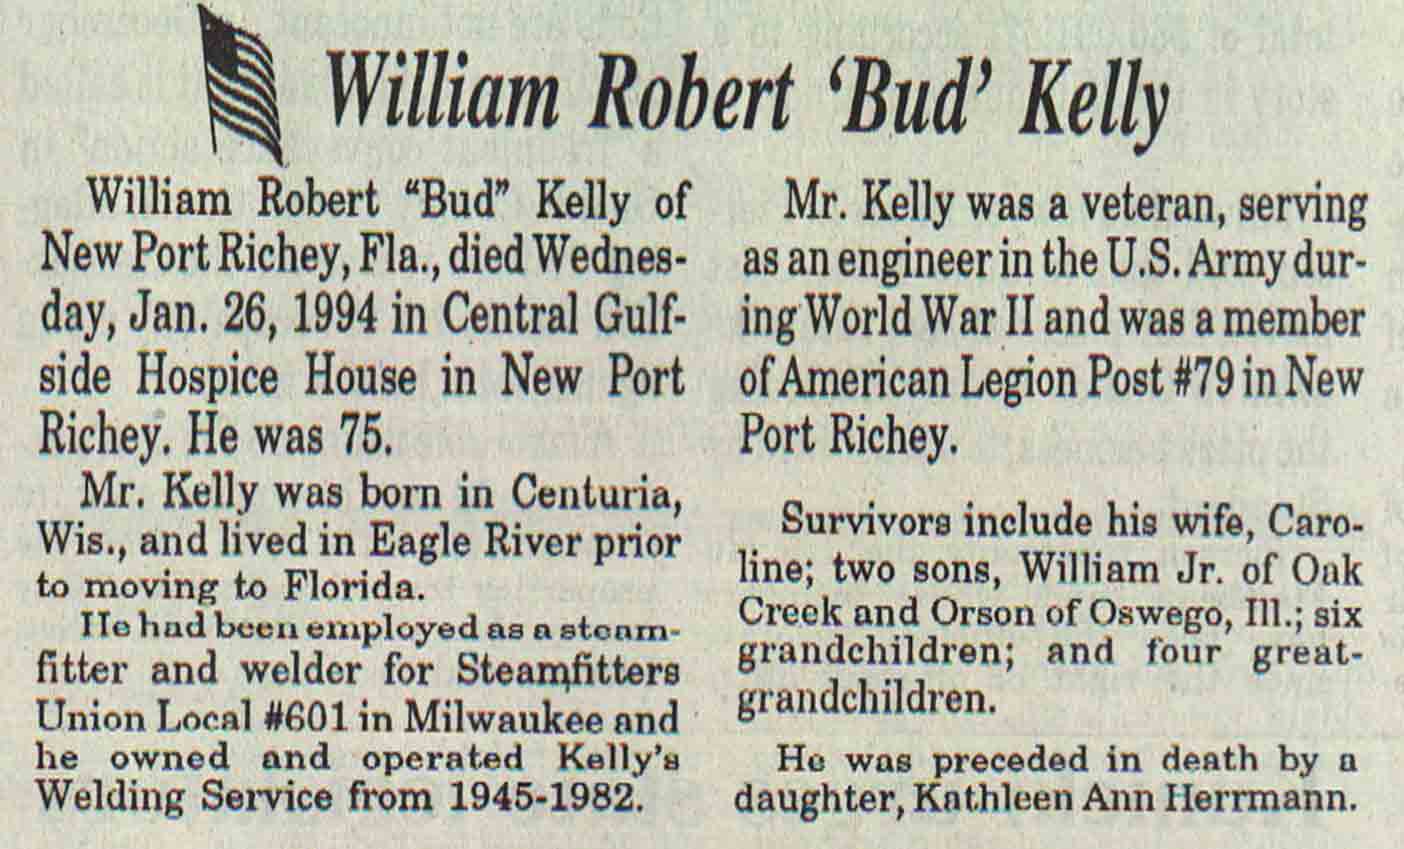 William Robert ‘Bud’ Kelly
William Robert “Bud” Kelly of
New Port Richey, Fla., died Wednes-
day, Jan. 26, 1994 in Central Gulf-
side Hospice House in New Port
Richey. He was 75.
Mr. Kelly was born in Centuria,
Wis., and lived in Eagle River prior
to moving to Florida.
He had been employed as a steam-
fitter and welder for Steamfitters
Union Local #601 in Milwaukee and
he owned and operated Kelly’s
Welding Service from 1945-1982.
Mr. Kelly was a veteran, serving
as an engineer in the U.S. Army dur-
ing World War II and was a member
of American Legion Post #79 in New
Port Richey.
Survivors include his wife, Caro-
line; two sons, William Jr. of Oak
Creek and Orson of Oswego, Ill.; six
grandchildren; and four great-
grandchildren.
He was preceded in death by a
daughter, Kathleen Ann Herrmann.